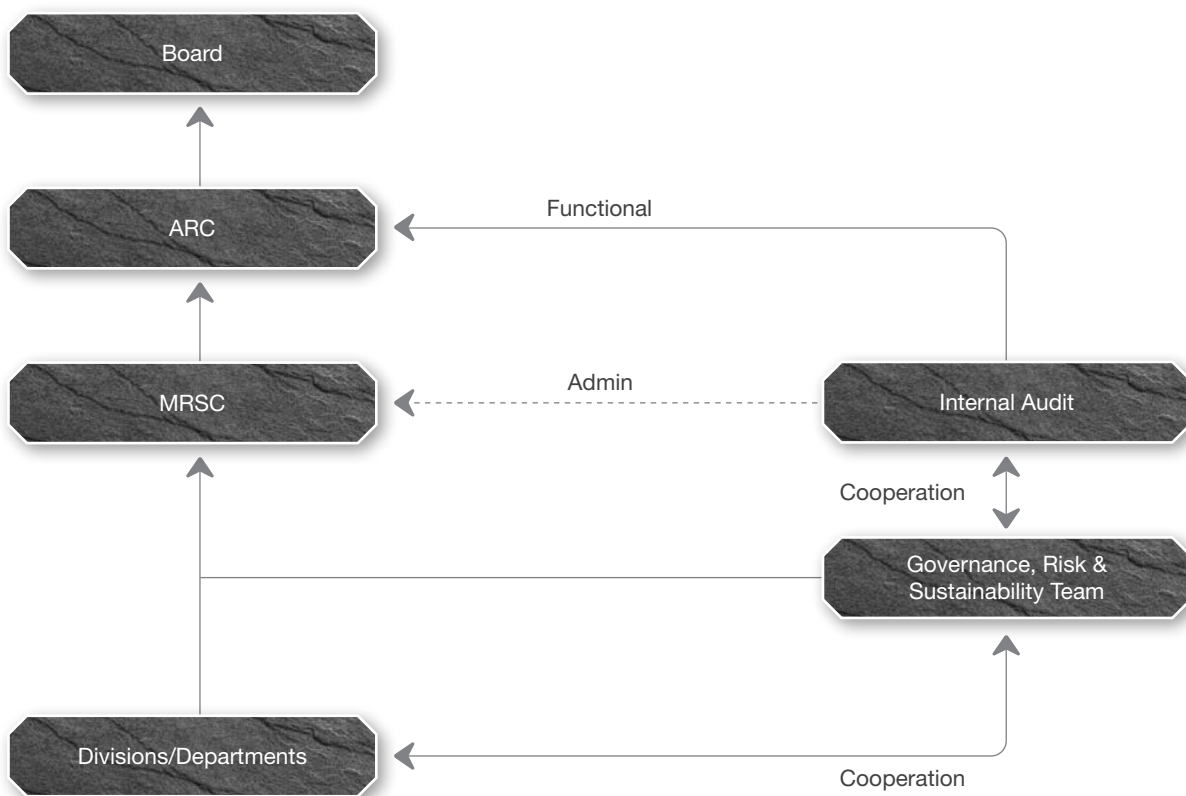 Board
ARC
Functional
MRSC
Admin
Internal Audit
Cooperation
Governance, Risk &
Sustainability Team
Divisions/Departments
Cooperation